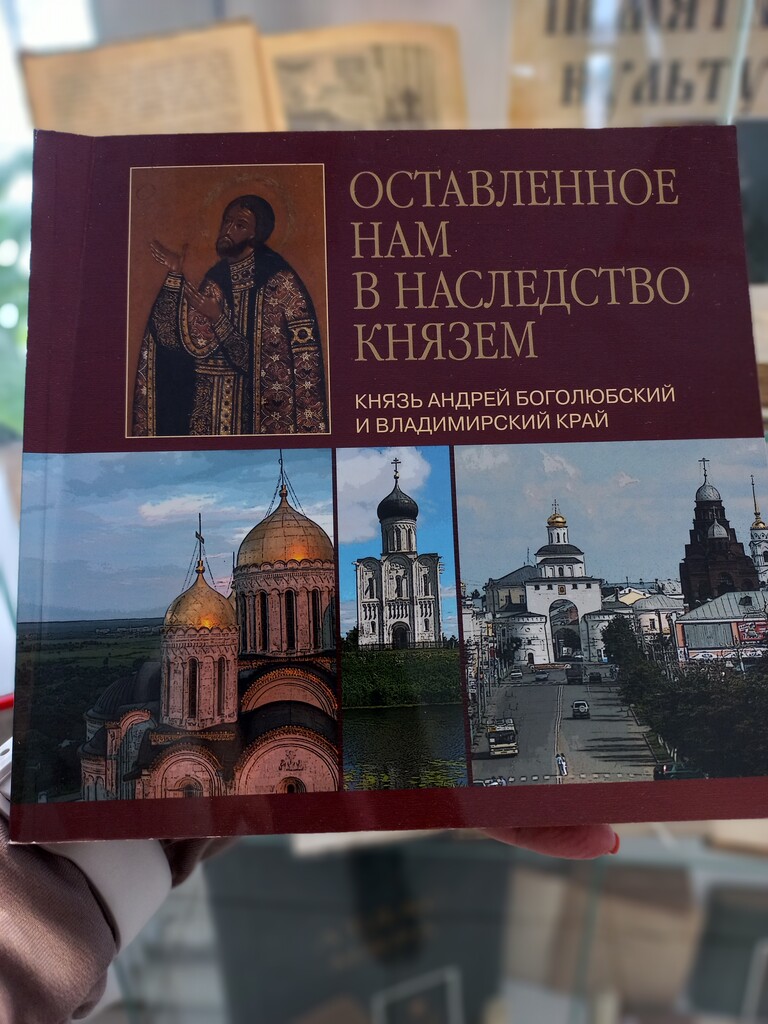 ОСТАВЛЕННОЕ
НАМ
В НАСЛЕДСТВО
КНЯЗЕМ
КНЯЗЬ АНДРЕЙ БОГОЛЮБСКИЙ
И ВЛАДИМИРСКИЙ КРАЙ